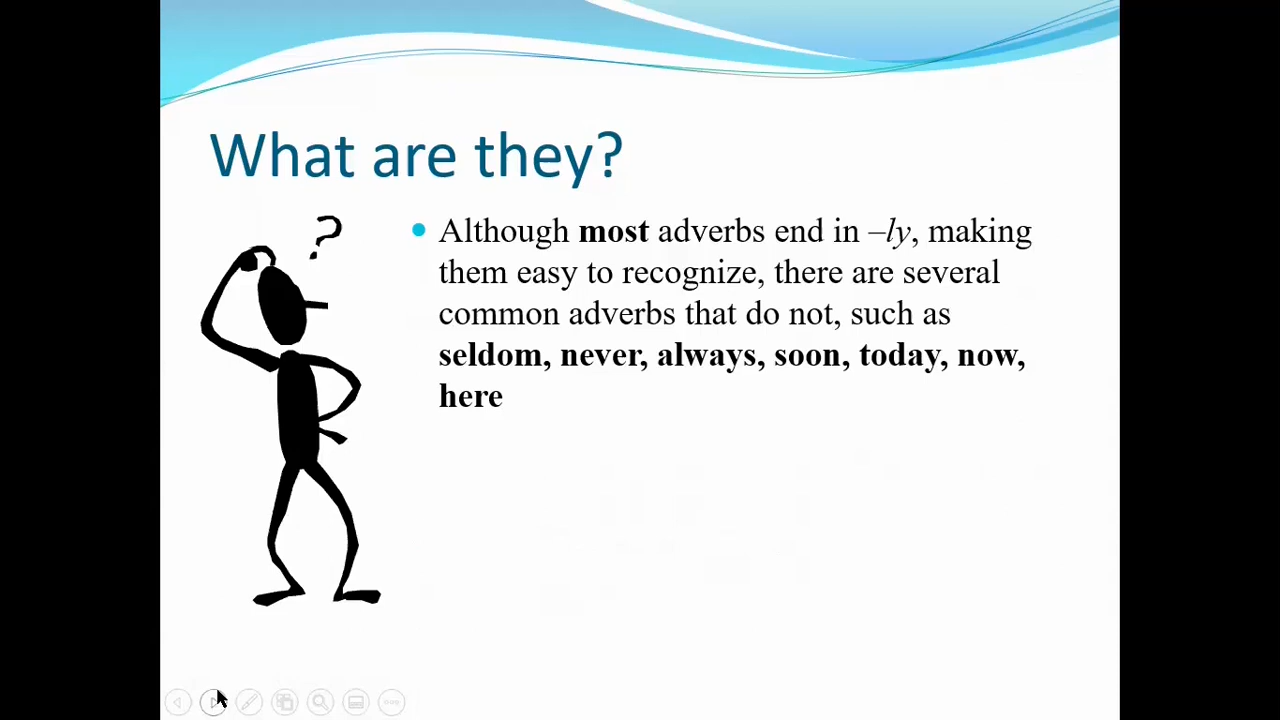 What are they?
?
Although most adverbs end in –ly, making
them easy to recognize, there are several
common adverbs that do not, such as
seldom, never, always, soon, today, now,
here